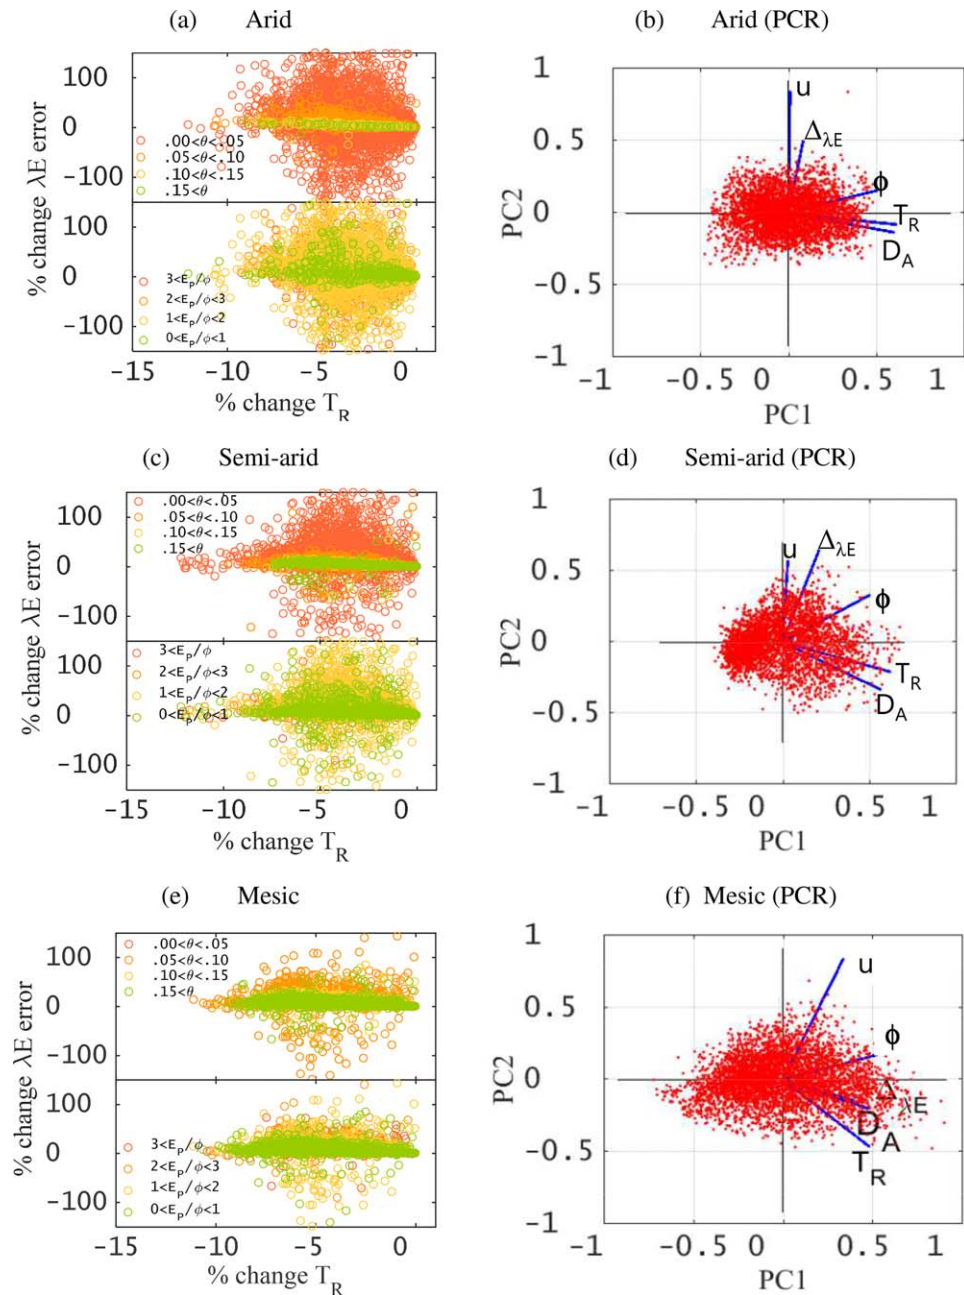 (a) Arid
% change λE error
100
0
-100
.00<θ<.05
.05<θ<.10
.10<θ<.15
.15<θ
100
0
-100
3<E_P/ϕ
2<E_P/ϕ<3
1<E_P/ϕ<2
0<E_P/ϕ<1
-15 -10 -5 0
% change T_R
(b) Arid (PCR)
PC2
1
0.5
0
-0.5
-1
u
Δ_λE
ϕ
T_R
D_A
-1 -0.5 0 0.5 1
PC1
(c) Semi-arid
% change λE error
100
0
-100
.00<θ<.05
.05<θ<.10
.10<θ<.15
.15<θ
100
0
-100
3<E_P/ϕ
2<E_P/ϕ<3
1<E_P/ϕ<2
0<E_P/ϕ<1
-15 -10 -5 0
% change T_R
(d) Semi-arid (PCR)
PC2
1
0.5
0
-0.5
-1
u
Δ_λE
ϕ
T_R
D_A
-1 -0.5 0 0.5 1
PC1
(e) Mesic
% change λE error
100
0
-100
.00<θ<.05
.05<θ<.10
.10<θ<.15
.15<θ
100
0
-100
3<E_P/ϕ
2<E_P/ϕ<3
1<E_P/ϕ<2
0<E_P/ϕ<1
-15 -10 -5 0
% change T_R
(f) Mesic (PCR)
PC2
1
0.5
0
-0.5
-1
u
ϕ
Δ_λE
D_A
T_R
-1 -0.5 0 0.5 1
PC1